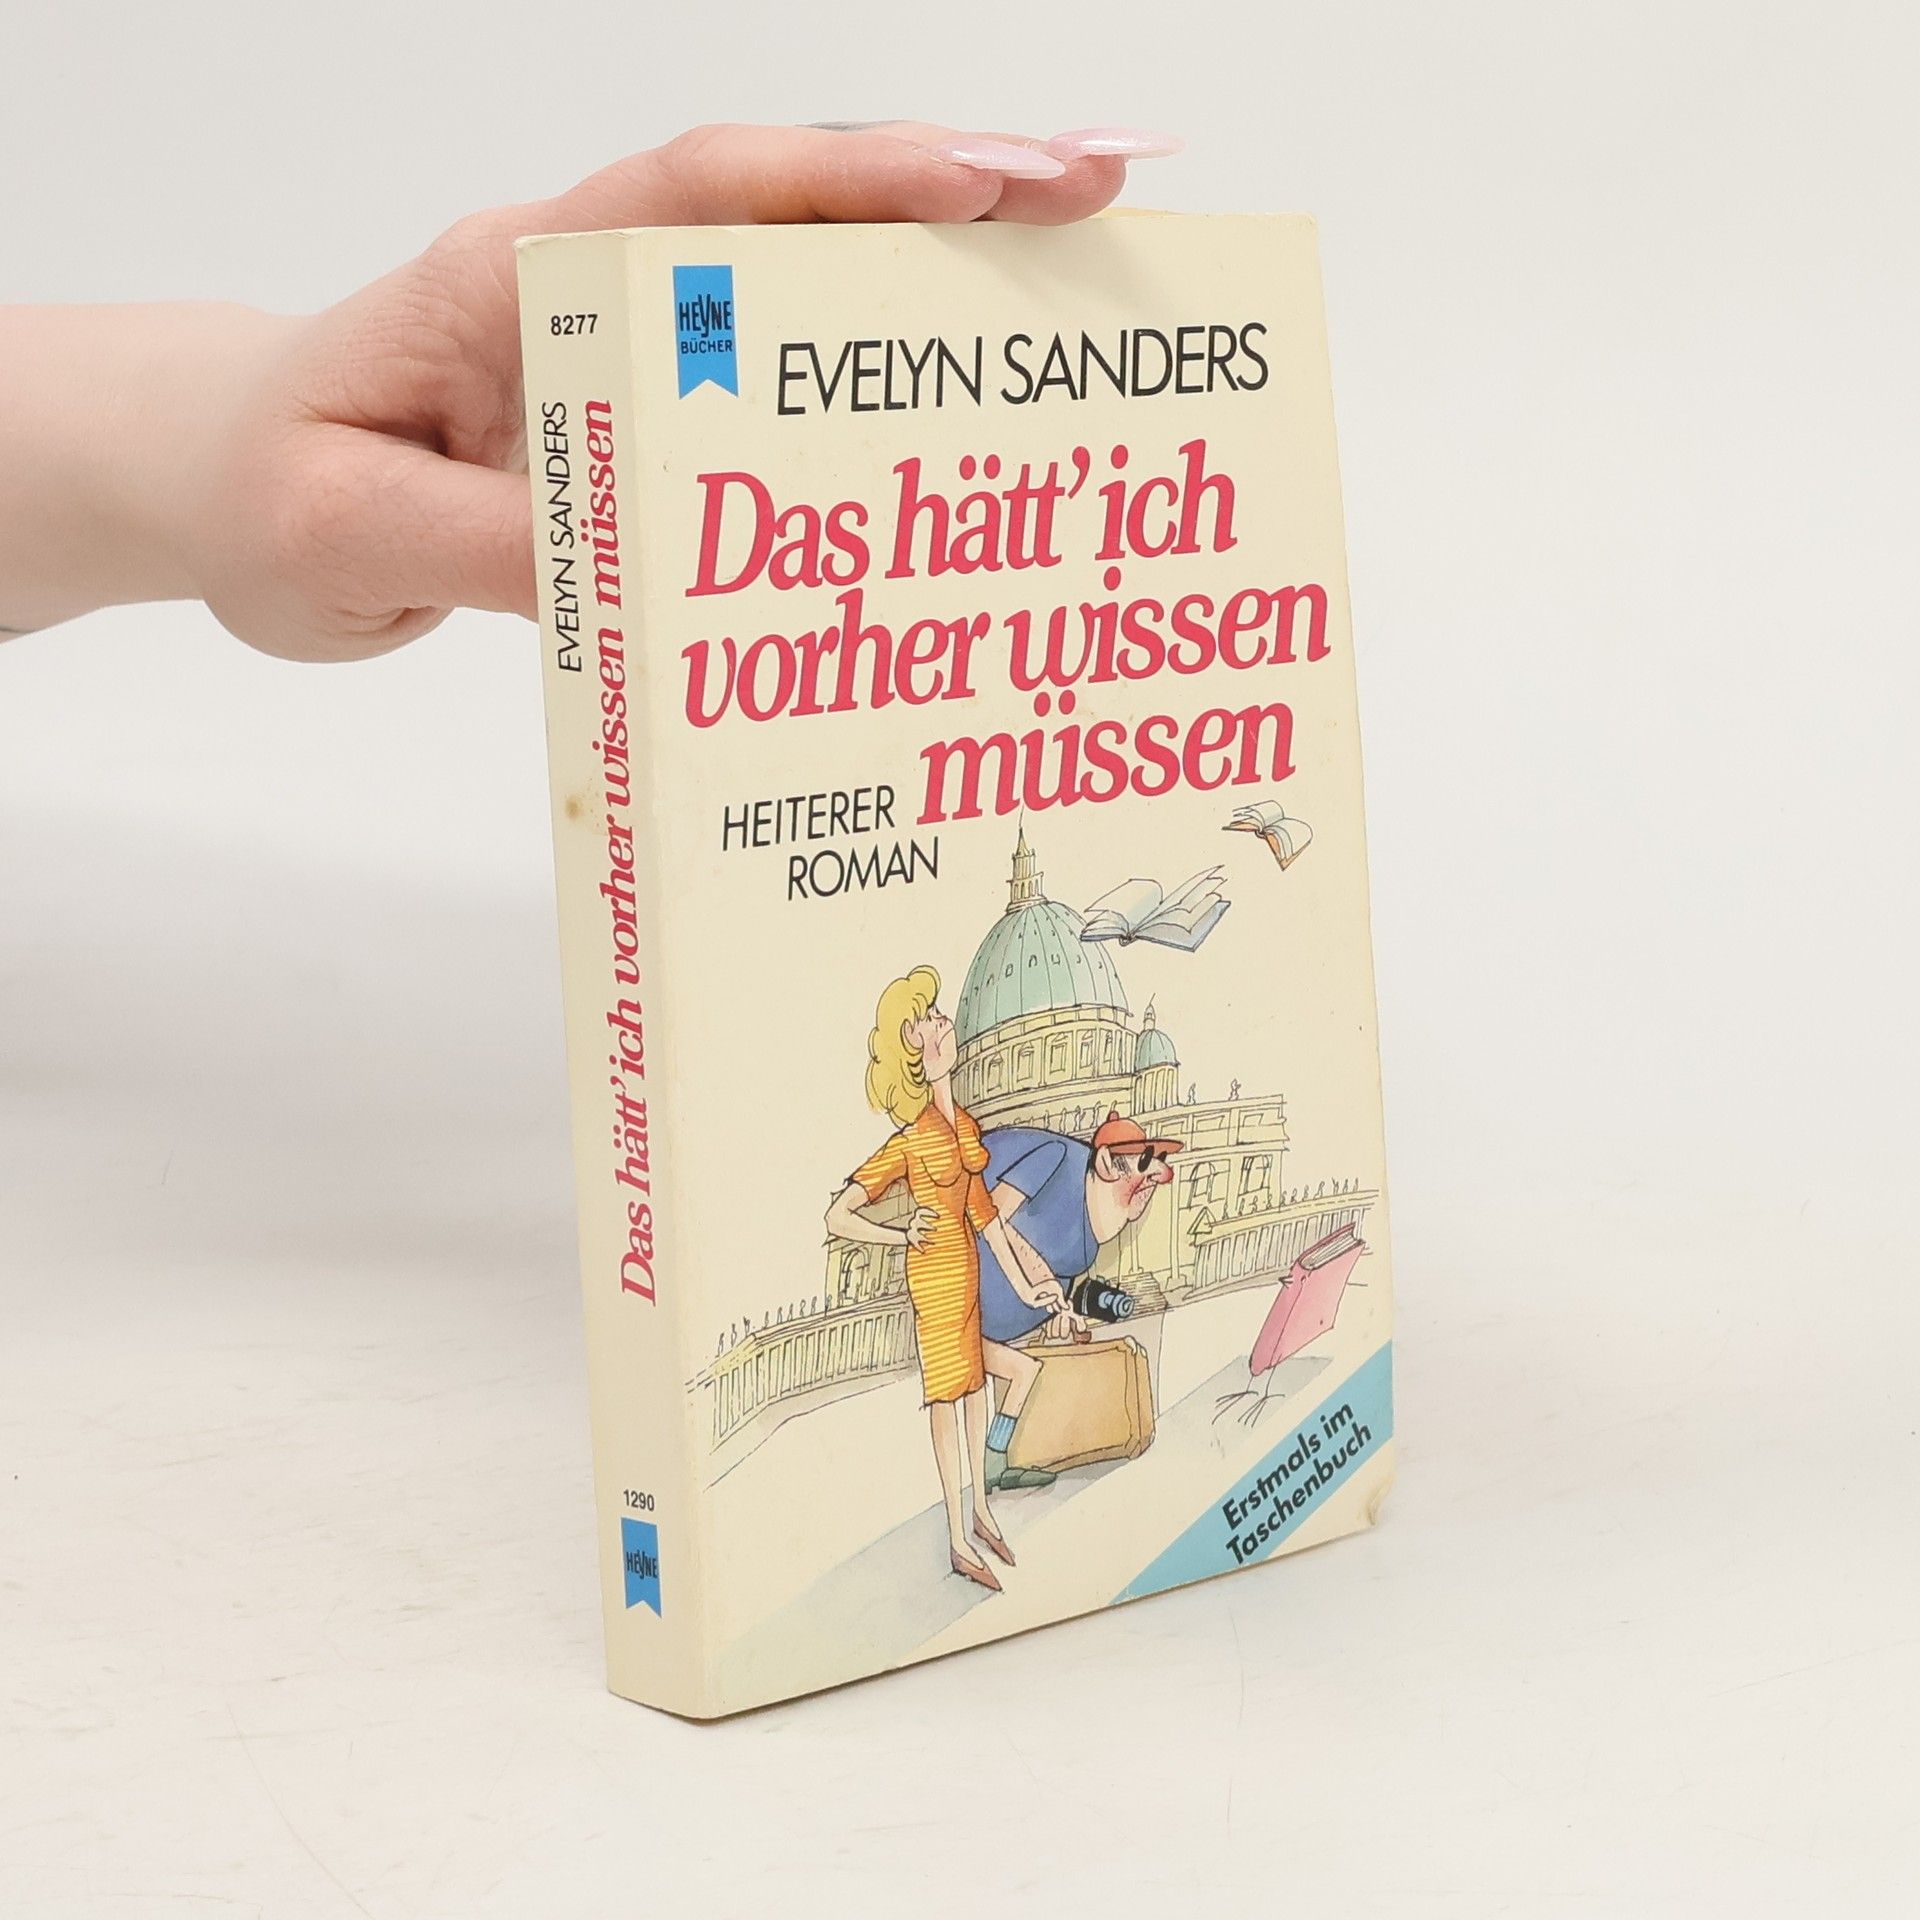 8277
EVELYN SANDERS
Das hätt' ich vorher wissen müssen
1290
HEYNE
HEYNE
BÜCHER
EVELYN SANDERS
Das hätt' ich
vorher wissen
müssen
HEITERER
ROMAN
Erstmals im
Taschenbuch